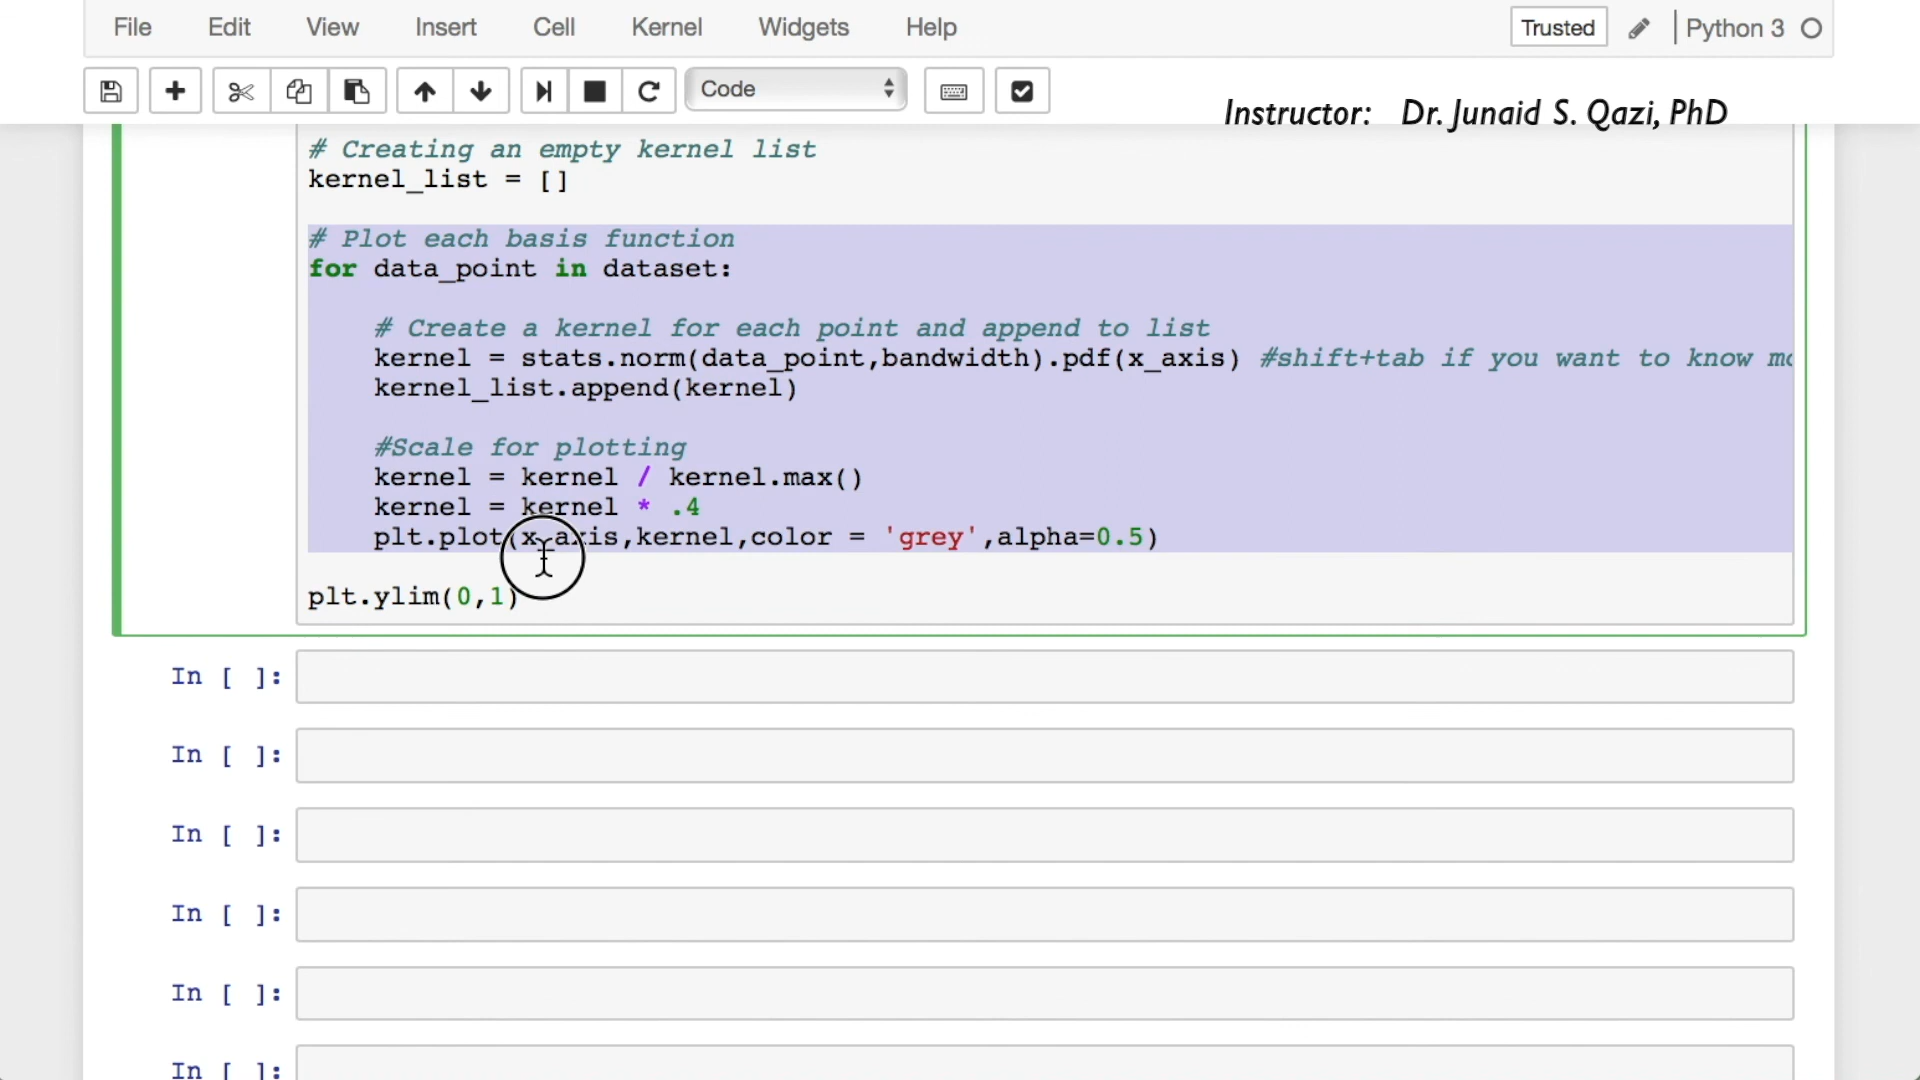 File Edit View Insert Cell Kernel Widgets Help Trusted Python 3
Code
Instructor: Dr. Junaid S. Qazi, PhD
# Creating an empty kernel list
kernel_list = []
# Plot each basis function
for data_point in dataset:
# Create a kernel for each point and append to list
kernel = stats.norm(data_point,bandwidth).pdf(x_axis) #shift+tab if you want to know mo
kernel_list.append(kernel)
#Scale for plotting
kernel = kernel / kernel.max()
kernel = kernel * .4
plt.plot(x_axis,kernel,color = 'grey',alpha=0.5)
plt.ylim(0,1)
In [ ]:
In [ ]:
In [ ]:
In [ ]:
In [ ]:
In [ ]: